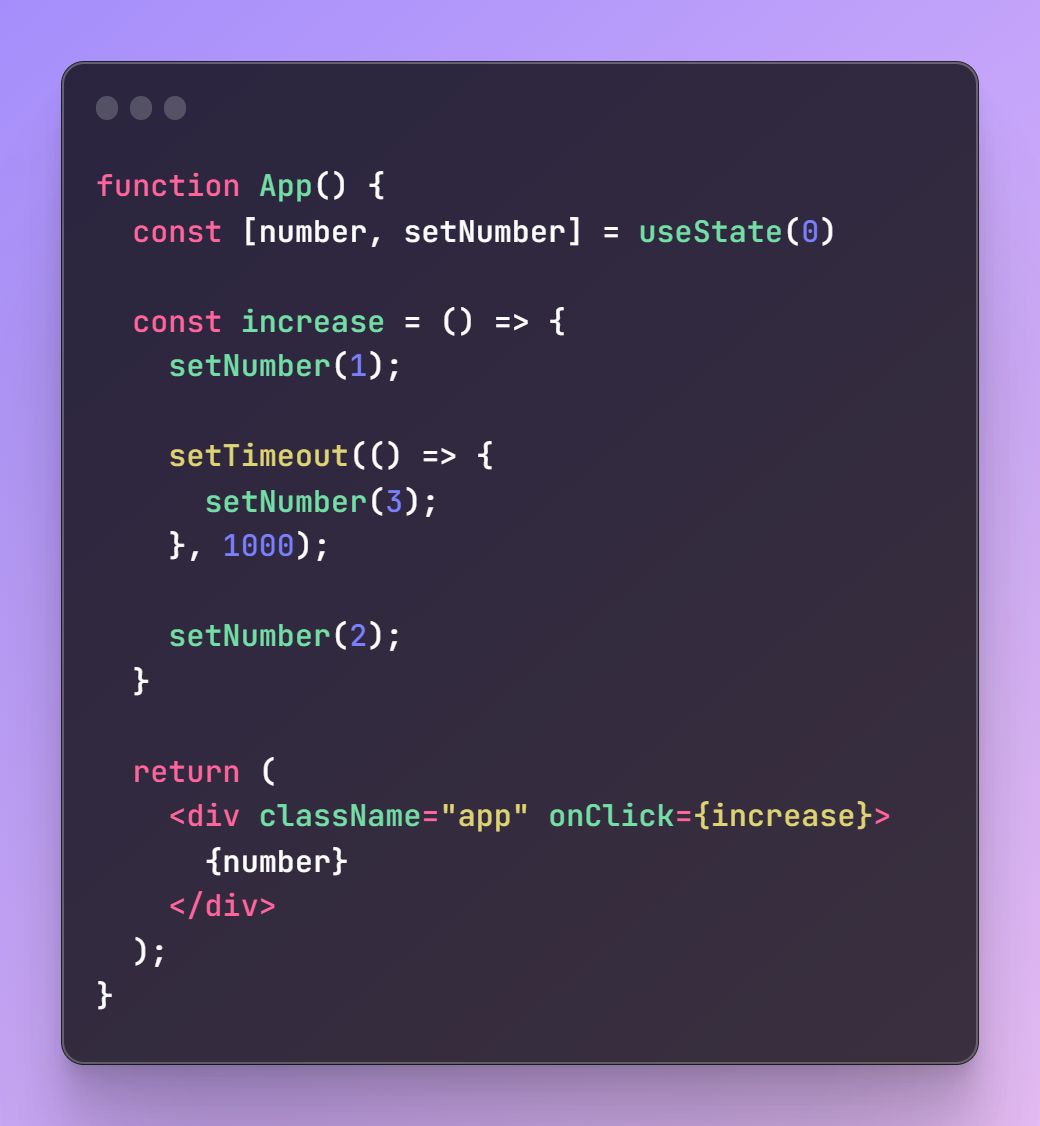 function App() {
  const [number, setNumber] = useState(0)

  const increase = () => {
    setNumber(1);

    setTimeout(() => {
      setNumber(3);
    }, 1000);

    setNumber(2);
  }

  return (
    <div className="app" onClick={increase}>
      {number}
    </div>
  );
}